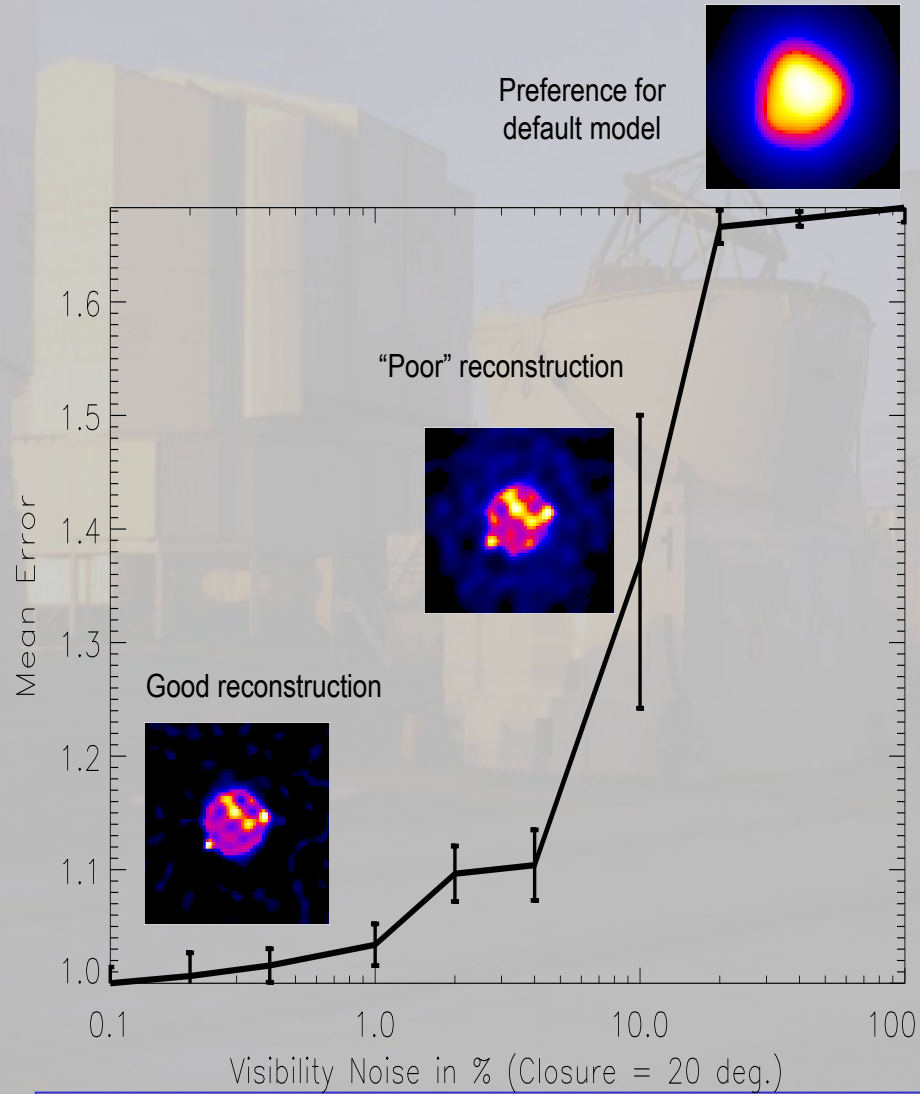 Preference for
default model
1.6
"Poor" reconstruction
1.5
1.4
1.3
Good reconstruction
1.2
1.1
1.0
Mean Error
0.1
1.0
10.0
100
Visibility Noise in % (Closure = 20 deg.)
1